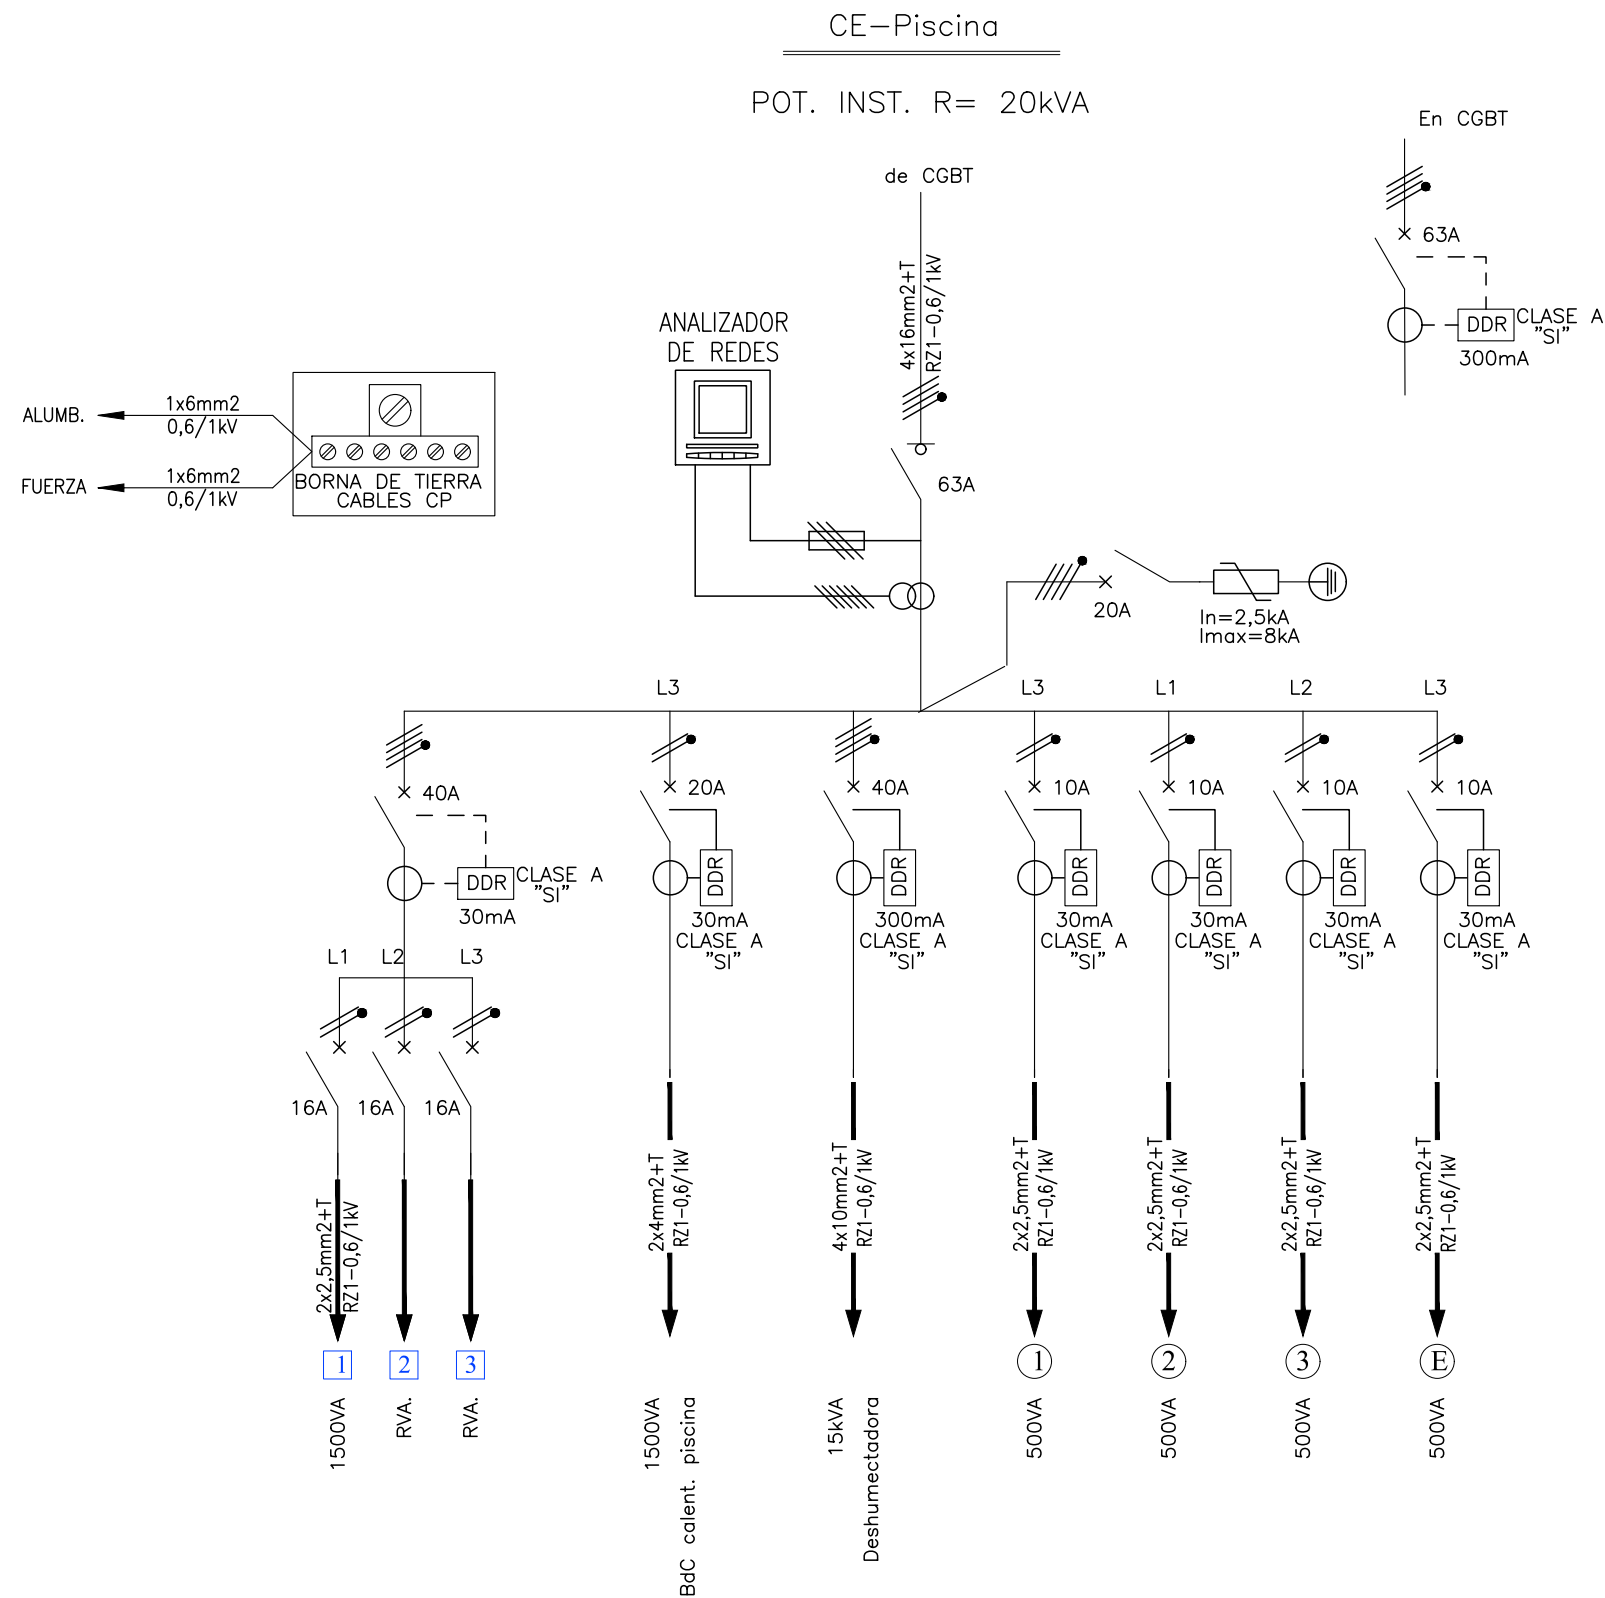 CE-Piscina
POT. INST. R= 20kVA
En CGBT
de CGBT
63A
DDR
CLASE A
"SI"
300mA
4x16mm2+T
RZ1-0,6/1kV
ANALIZADOR
DE REDES
63A
ALUMB.
1x6mm2
0,6/1kV
FUERZA
1x6mm2
0,6/1kV
BORNA DE TIERRA
CABLES CP
20A
In=2,5kA
Imax=8kA
L3
L3
L1
L2
L3
40A
20A
40A
10A
10A
10A
10A
DDR
CLASE A
"SI"
30mA
DDR
30mA
CLASE A
"SI"
DDR
300mA
CLASE A
"SI"
DDR
30mA
CLASE A
"SI"
DDR
30mA
CLASE A
"SI"
DDR
30mA
CLASE A
"SI"
DDR
30mA
CLASE A
"SI"
L1
L2
L3
16A
16A
16A
2x2,5mm2+T
RZ1-0,6/1kV
2x4mm2+T
RZ1-0,6/1kV
4x10mm2+T
RZ1-0,6/1kV
2x2,5mm2+T
RZ1-0,6/1kV
2x2,5mm2+T
RZ1-0,6/1kV
2x2,5mm2+T
RZ1-0,6/1kV
2x2,5mm2+T
RZ1-0,6/1kV
1
2
3
1
2
3
E
1500VA
RVA.
RVA.
1500VA
BdC calent. piscina
15kVA
Deshumectadora
500VA
500VA
500VA
500VA